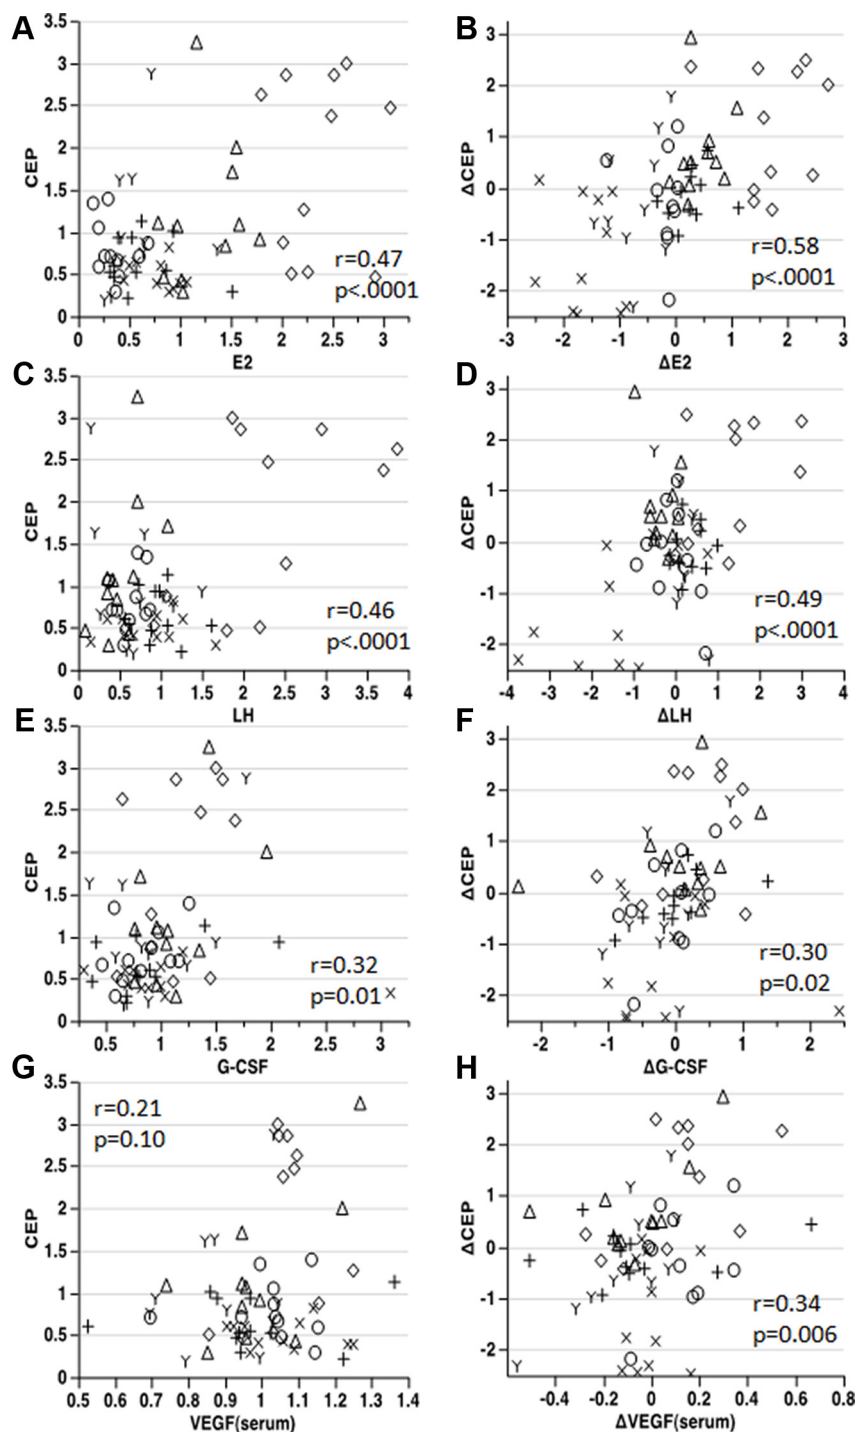 A
B
3.5
3
2.5
2
1.5
1
0.5
0
CEP
0
0.5
1
1.5
2
2.5
3
E2
r=0.47
p<.0001
3
2
1
0
-1
-2
ΔCEP
-3
-2
-1
0
1
2
3
ΔE2
r=0.58
p<.0001
C
D
3.5
3
2.5
2
1.5
1
0.5
0
CEP
0
0.5
1
1.5
2
2.5
3
3.5
4
LH
r=0.46
p<.0001
3
2
1
0
-1
-2
ΔCEP
-4
-3
-2
-1
0
1
2
3
4
ΔLH
r=0.49
p<.0001
E
F
3.5
3
2.5
2
1.5
1
0.5
0
CEP
0.5
1
1.5
2
2.5
3
G-CSF
r=0.32
p=0.01
3
2
1
0
-1
-2
ΔCEP
-2
-1
0
1
2
ΔG-CSF
r=0.30
p=0.02
G
H
3.5
3
2.5
2
1.5
1
0.5
0
CEP
r=0.21
p=0.10
0.5
0.6
0.7
0.8
0.9
1
1.1
1.2
1.3
1.4
VEGF(serum)
3
2
1
0
-1
-2
ΔCEP
-0.4
-0.2
0
0.2
0.4
0.6
0.8
ΔVEGF(serum)
r=0.34
p=0.006